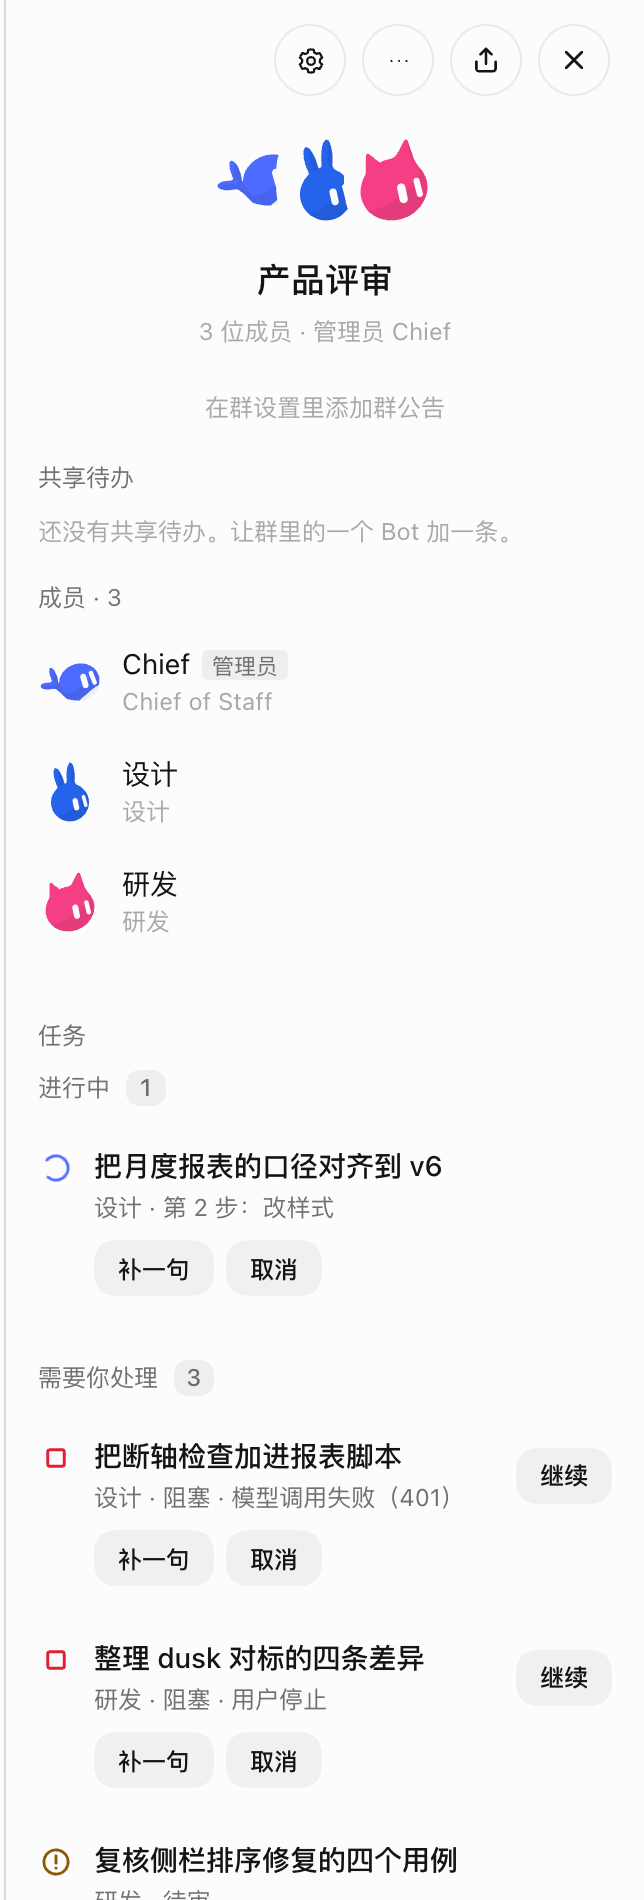 产品评审
3 位成员 · 管理员 Chief
在群设置里添加群公告
共享待办
还没有共享待办。让群里的一个 Bot 加一条。
成员 · 3
Chief 管理员
Chief of Staff
设计
设计
研发
研发
任务
进行中 1
把月度报表的口径对齐到 v6
设计 · 第 2 步：改样式
补一句 取消
需要你处理 3
把断轴检查加进报表脚本
设计 · 阻塞 · 模型调用失败（401）
继续
补一句 取消
整理 dusk 对标的四条差异
研发 · 阻塞 · 用户停止
继续
补一句 取消
复核侧栏排序修复的四个用例
研发 · 待审